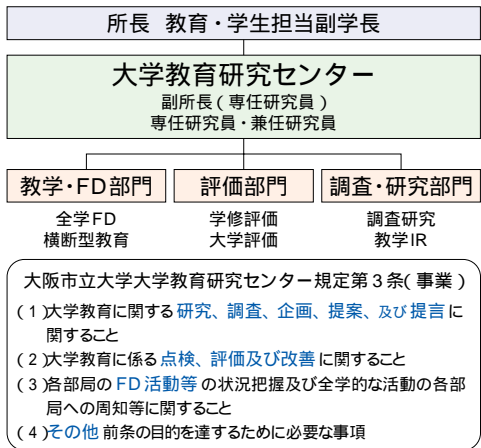 所長 教育・学生担当副学長
大学教育研究センター
副所長(専任研究員)
専任研究員・兼任研究員
教学・FD部門 評価部門 調査・研究部門
全学FD 学修評価 調査研究
横断型教育 大学評価 教学IR
大阪市立大学大学教育研究センター規定第3条(事業)
(1)大学教育に関する研究、調査、企画、提案、及び提言に
関すること
(2)大学教育に係る点検、評価及び改善に関すること
(3)各部局のFD活動等の状況把握及び全学的な活動の各部
局への周知等に関すること
(4)その他前条の目的を達するために必要な事項